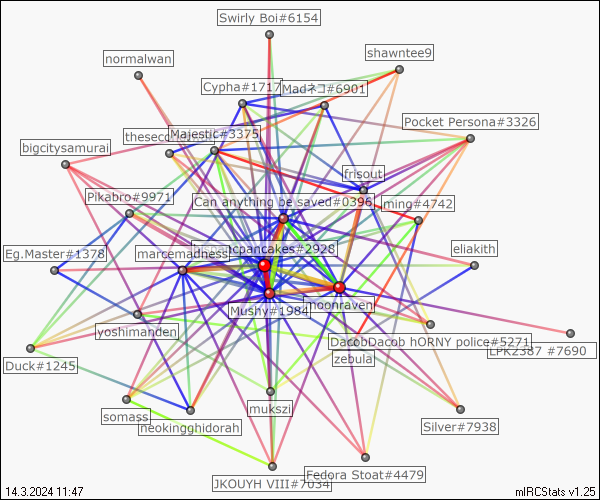 Swirly Boi#6154
normalwan
shawntee9
Cypha#1717
Madネコ#6901
Pocket Persona#3326
Majestic#3375
bigcitysamurai
frisout
Pikabro#9971
Can anything be saved#0396
ming#4742
Eg.Master#1378
marcemadness
cpancakes#2928
eliakith
Mushy#1984
moonraven
yoshimanden
DacobDacob hORNY police#5271
LPK2387 #7690
Duck#1245
zebula
somass
mukszi
neokingghidorah
Silver#7938
JKOUYH VIII#7034
Fedora Stoat#4479
14.3.2024 11:47
mIRCStats v1.25